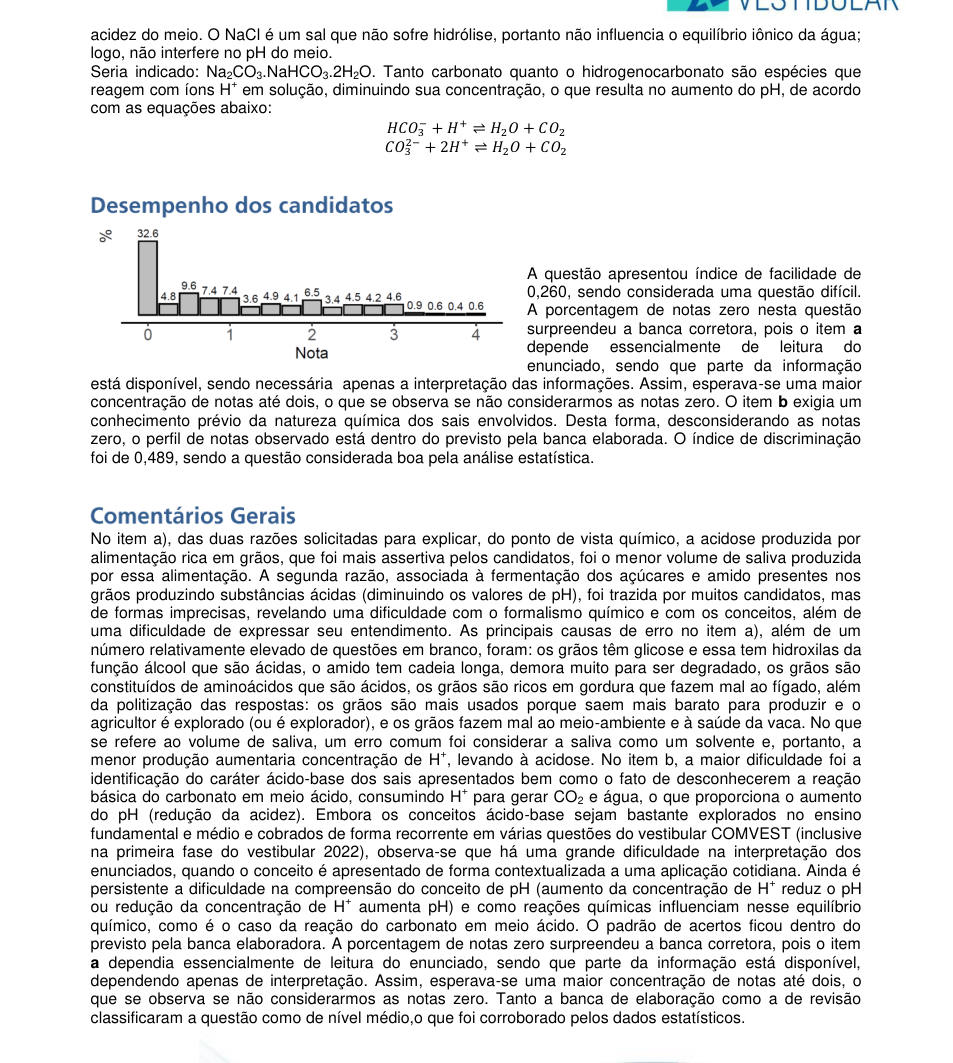 VESTIBULAR
acidez do meio. O NaCl é um sal que não sofre hidrólise, portanto não influencia o equilíbrio iônico da água;
logo, não interfere no pH do meio.
Seria indicado: Na₂CO₃.NaHCO₃.2H₂O. Tanto carbonato quanto o hidrogenocarbonato são espécies que
reagem com íons H⁺ em solução, diminuindo sua concentração, o que resulta no aumento do pH, de acordo
com as equações abaixo:
HCO₃⁻ + H⁺ ⇌ H₂O + CO₂
CO₃²⁻ + 2H⁺ ⇌ H₂O + CO₂
Desempenho dos candidatos
%
32.6
4.8 9.6 7.4 7.4 3.6 4.9 4.1 6.5 3.4 4.5 4.2 4.6 0.9 0.6 0.4 0.6
0 1 2 3 4
Nota
A questão apresentou índice de facilidade de
0,260, sendo considerada uma questão difícil.
A porcentagem de notas zero nesta questão
surpreendeu a banca corretora, pois o item a
depende essencialmente de leitura do
enunciado, sendo que parte da informação
está disponível, sendo necessária apenas a interpretação das informações. Assim, esperava-se uma maior
concentração de notas até dois, o que se observa se não considerarmos as notas zero. O item b exigia um
conhecimento prévio da natureza química dos sais envolvidos. Desta forma, desconsiderando as notas
zero, o perfil de notas observado está dentro do previsto pela banca elaborada. O índice de discriminação
foi de 0,489, sendo a questão considerada boa pela análise estatística.
Comentários Gerais
No item a), das duas razões solicitadas para explicar, do ponto de vista químico, a acidose produzida por
alimentação rica em grãos, que foi mais assertiva pelos candidatos, foi o menor volume de saliva produzida
por essa alimentação. A segunda razão, associada à fermentação dos açúcares e amido presentes nos
grãos produzindo substâncias ácidas (diminuindo os valores de pH), foi trazida por muitos candidatos, mas
de formas imprecisas, revelando uma dificuldade com o formalismo químico e com os conceitos, além de
uma dificuldade de expressar seu entendimento. As principais causas de erro no item a), além de um
número relativamente elevado de questões em branco, foram: os grãos têm glicose e essa tem hidroxilas da
função álcool que são ácidas, o amido tem cadeia longa, demora muito para ser degradado, os grãos são
constituídos de aminoácidos que são ácidos, os grãos são ricos em gordura que fazem mal ao fígado, além
da politização das respostas: os grãos são mais usados porque saem mais barato para produzir e o
agricultor é explorado (ou é explorador), e os grãos fazem mal ao meio-ambiente e à saúde da vaca. No que
se refere ao volume de saliva, um erro comum foi considerar a saliva como um solvente e, portanto, a
menor produção aumentaria concentração de H⁺, levando à acidose. No item b, a maior dificuldade foi a
identificação do caráter ácido-base dos sais apresentados bem como o fato de desconhecerem a reação
básica do carbonato em meio ácido, consumindo H⁺ para gerar CO₂ e água, o que proporciona o aumento
do pH (redução da acidez). Embora os conceitos ácido-base sejam bastante explorados no ensino
fundamental e médio e cobrados de forma recorrente em várias questões do vestibular COMVEST (inclusive
na primeira fase do vestibular 2022), observa-se que há uma grande dificuldade na interpretação dos
enunciados, quando o conceito é apresentado de forma contextualizada a uma aplicação cotidiana. Ainda é
persistente a dificuldade na compreensão do conceito de pH (aumento da concentração de H⁺ reduz o pH
ou redução da concentração de H⁺ aumenta pH) e como reações químicas influenciam nesse equilíbrio
químico, como é o caso da reação do carbonato em meio ácido. O padrão de acertos ficou dentro do
previsto pela banca elaboradora. A porcentagem de notas zero surpreendeu a banca corretora, pois o item
a dependia essencialmente de leitura do enunciado, sendo que parte da informação está disponível,
dependendo apenas de interpretação. Assim, esperava-se uma maior concentração de notas até dois, o
que se observa se não considerarmos as notas zero. Tanto a banca de elaboração como a de revisão
classificaram a questão como de nível médio,o que foi corroborado pelos dados estatísticos.